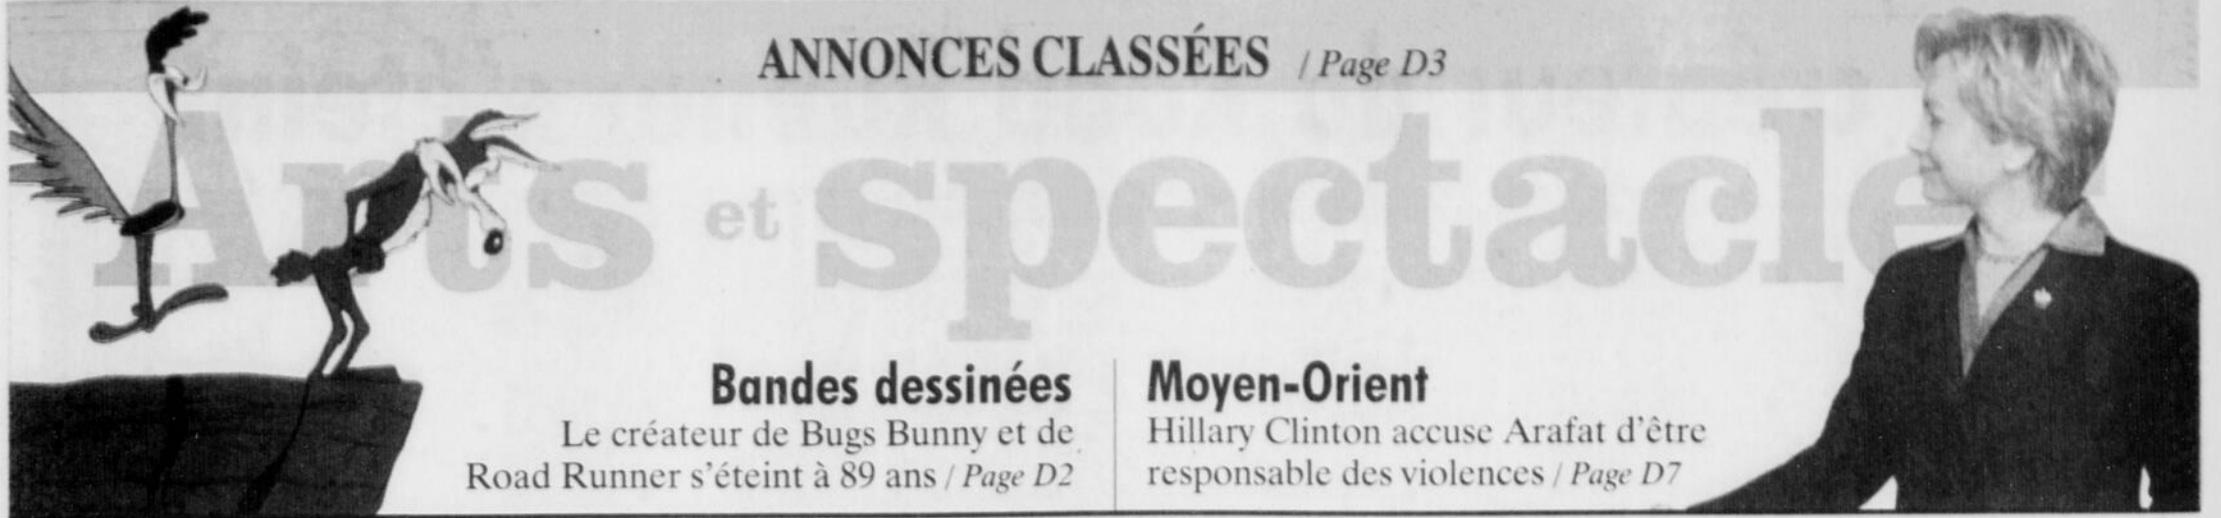 ANNONCES CLASSÉES / Page D3
Arts et spectacles
Bandes dessinées
Le créateur de Bugs Bunny et de
Road Runner s'éteint à 89 ans / Page D2
Moyen-Orient
Hillary Clinton accuse Arafat d'être
responsable des violences / Page D7